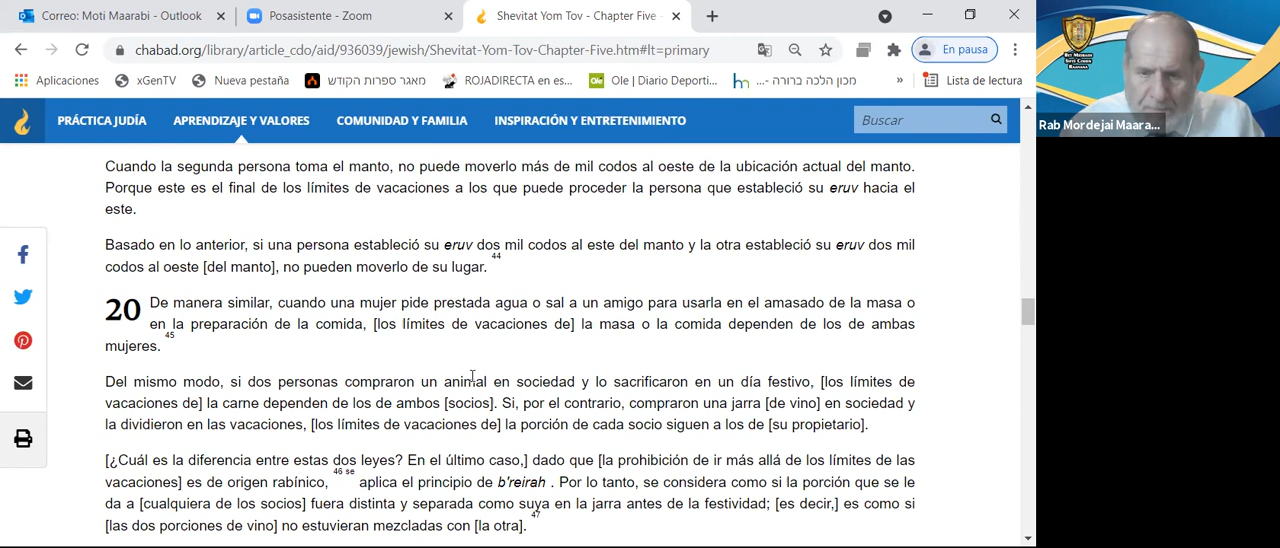 Correo: Moti Maarabi - Outlook
Posasistente - Zoom
Shevitat Yom Tov - Chapter Five -
chabad.org/library/article_cdo/aid/936039/jewish/Shevitat-Yom-Tov-Chapter-Five.htm#lt=primary
En pausa
Aplicaciones
xGenTV
Nueva pestaña
מאגר ספרות הקודש
ROJADIRECTA en es...
Ole | Diario Deporti...
מכון הלכה ברורה -...
»
Lista de lectura
PRÁCTICA JUDÍA
APRENDIZAJE Y VALORES
COMUNIDAD Y FAMILIA
INSPIRACIÓN Y ENTRETENIMIENTO
Buscar
Rab Mordejai Maara...
Cuando la segunda persona toma el manto, no puede moverlo más de mil codos al oeste de la ubicación actual del manto.
Porque este es el final de los límites de vacaciones a los que puede proceder la persona que estableció su eruv hacia el
este.
Basado en lo anterior, si una persona estableció su eruv dos mil codos al este del manto y la otra estableció su eruv dos mil
codos al oeste [del manto], no pueden moverlo de su lugar. 44
20 De manera similar, cuando una mujer pide prestada agua o sal a un amigo para usarla en el amasado de la masa o
en la preparación de la comida, [los límites de vacaciones de] la masa o la comida dependen de los de ambas
mujeres. 45
Del mismo modo, si dos personas compraron un animal en sociedad y lo sacrificaron en un día festivo, [los límites de
vacaciones de] la carne dependen de los de ambos [socios]. Si, por el contrario, compraron una jarra [de vino] en sociedad y
la dividieron en las vacaciones, [los límites de vacaciones de] la porción de cada socio siguen a los de [su propietario].
[¿Cuál es la diferencia entre estas dos leyes? En el último caso,] dado que [la prohibición de ir más allá de los límites de las
vacaciones] es de origen rabínico, 46 se aplica el principio de b'reirah . Por lo tanto, se considera como si la porción que se le
da a [cualquiera de los socios] fuera distinta y separada como suya en la jarra antes de la festividad; [es decir,] es como si
[las dos porciones de vino] no estuvieran mezcladas con [la otra]. 47